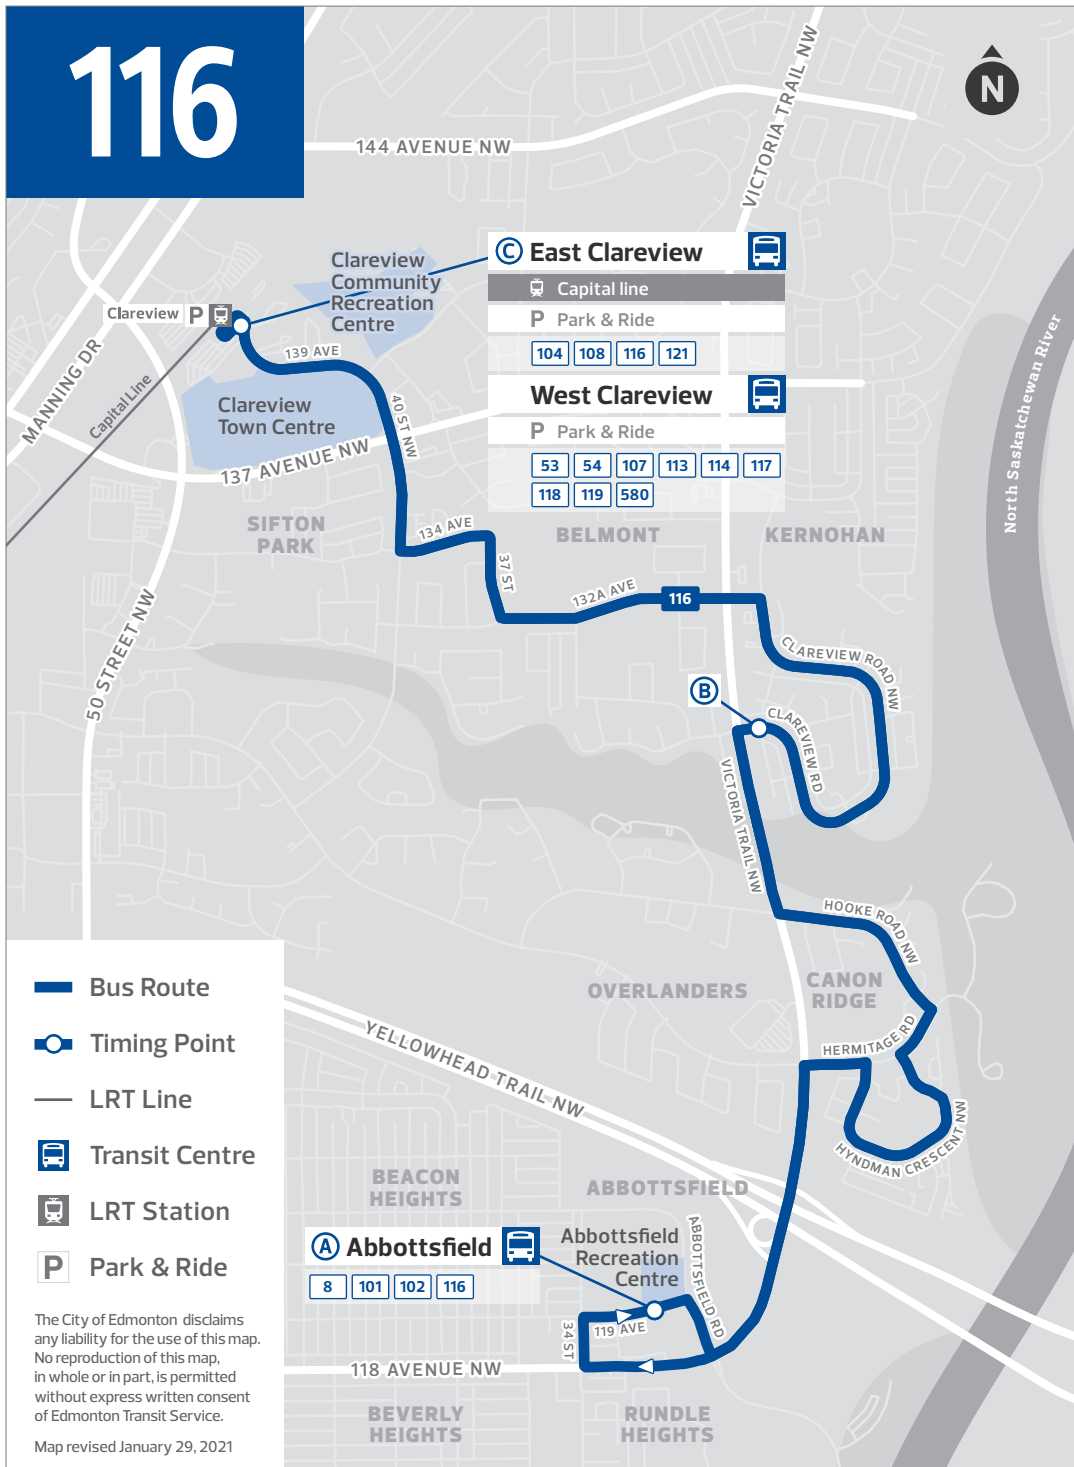 116
N
144 AVENUE NW
VICTORIA TRAIL NW
Clareview
Community
Recreation
Centre
C East Clareview
Capital line
P Park & Ride
104 108 116 121
West Clareview
P Park & Ride
53 54 107 113 114 117
118 119 580
Clareview P
MANNING DR
Capital Line
139 AVE
40 ST NW
Clareview
Town Centre
137 AVENUE NW
North Saskatchewan River
SIFTON
PARK
134 AVE
37 ST
BELMONT
KERNOHAN
132A AVE
116
50 STREET NW
CLAREVIEW ROAD NW
B
CLAREVIEW RD
VICTORIA TRAIL NW
HOOKE ROAD NW
OVERLANDERS
CANON
RIDGE
HERMITAGE RD
HYNDMAN CRESCENT NW
YELLOWHEAD TRAIL NW
BEACON
HEIGHTS
ABBOTTSFIELD
A Abbottsfield
8 101 102 116
Abbottsfield
Recreation
Centre
ABBOTTSFIELD RD
34 ST
119 AVE
118 AVENUE NW
BEVERLY
HEIGHTS
RUNDLE
HEIGHTS
Bus Route
Timing Point
LRT Line
Transit Centre
LRT Station
P Park & Ride
The City of Edmonton disclaims
any liability for the use of this map.
No reproduction of this map,
in whole or in part, is permitted
without express written consent
of Edmonton Transit Service.
Map revised January 29, 2021